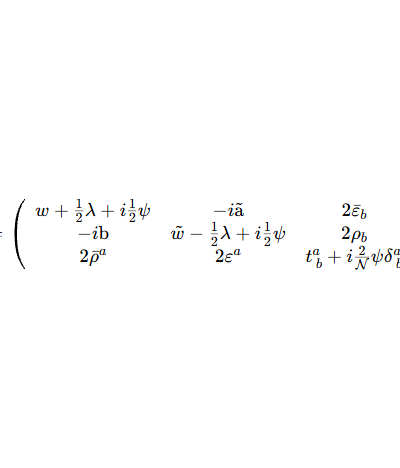 = ( w + ½λ + i½ψ    −iã    2ε̄_b
−ib    w̃ − ½λ + i½ψ    2ρ_b
2ρ̄^a    2ε^a    t^a_b + i(2/𝒩)ψδ^a_b